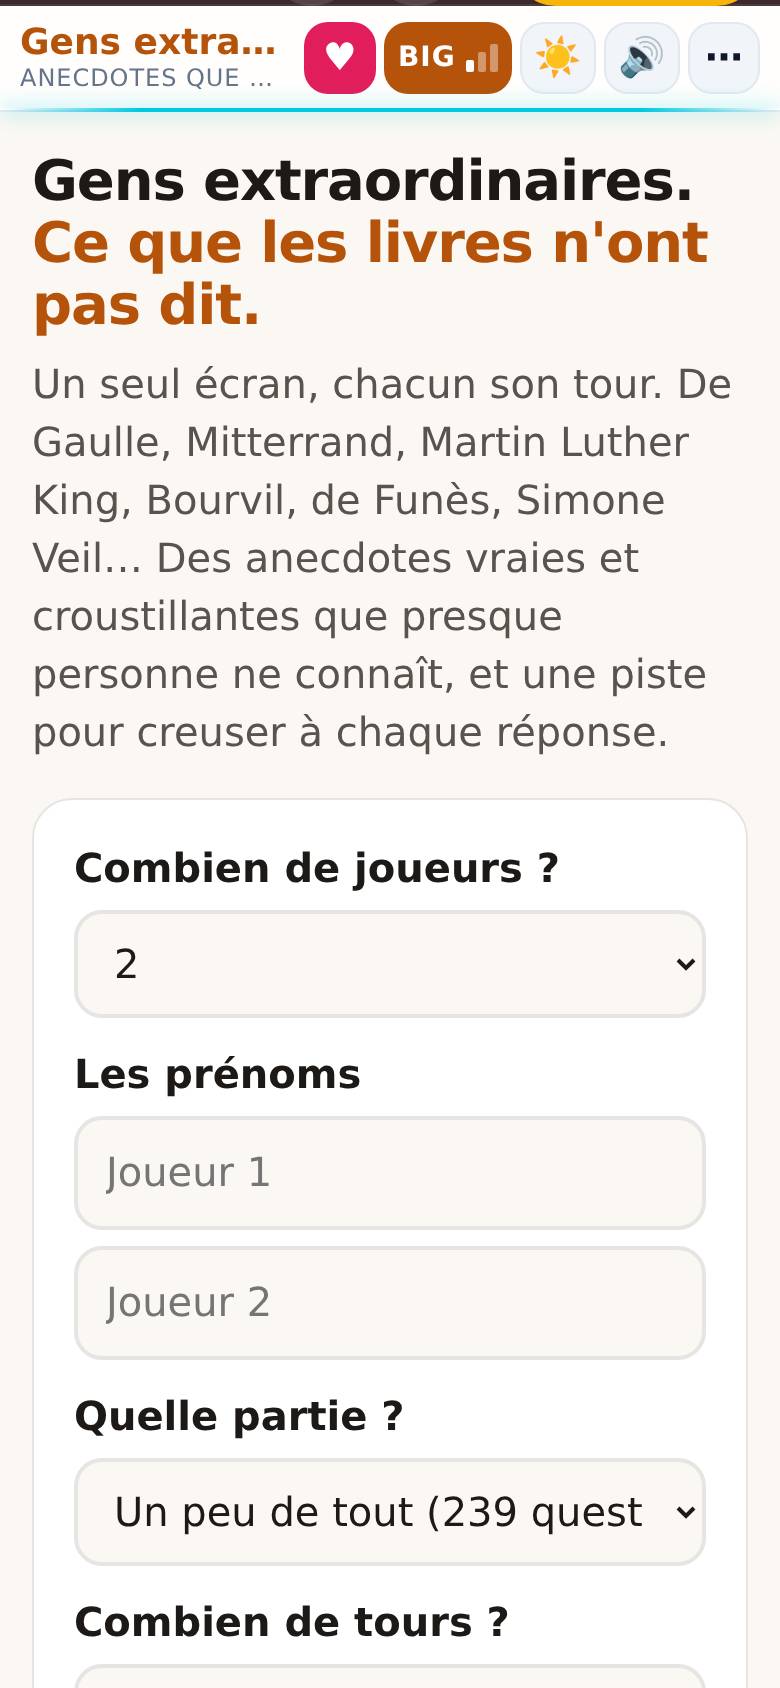 Gens extra...
ANECDOTES QUE ...
BIG
Gens extraordinaires.
Ce que les livres n'ont
pas dit.
Un seul écran, chacun son tour. De
Gaulle, Mitterrand, Martin Luther
King, Bourvil, de Funès, Simone
Veil... Des anecdotes vraies et
croustillantes que presque
personne ne connaît, et une piste
pour creuser à chaque réponse.
Combien de joueurs ?
2
Les prénoms
Joueur 1
Joueur 2
Quelle partie ?
Un peu de tout (239 quest
Combien de tours ?